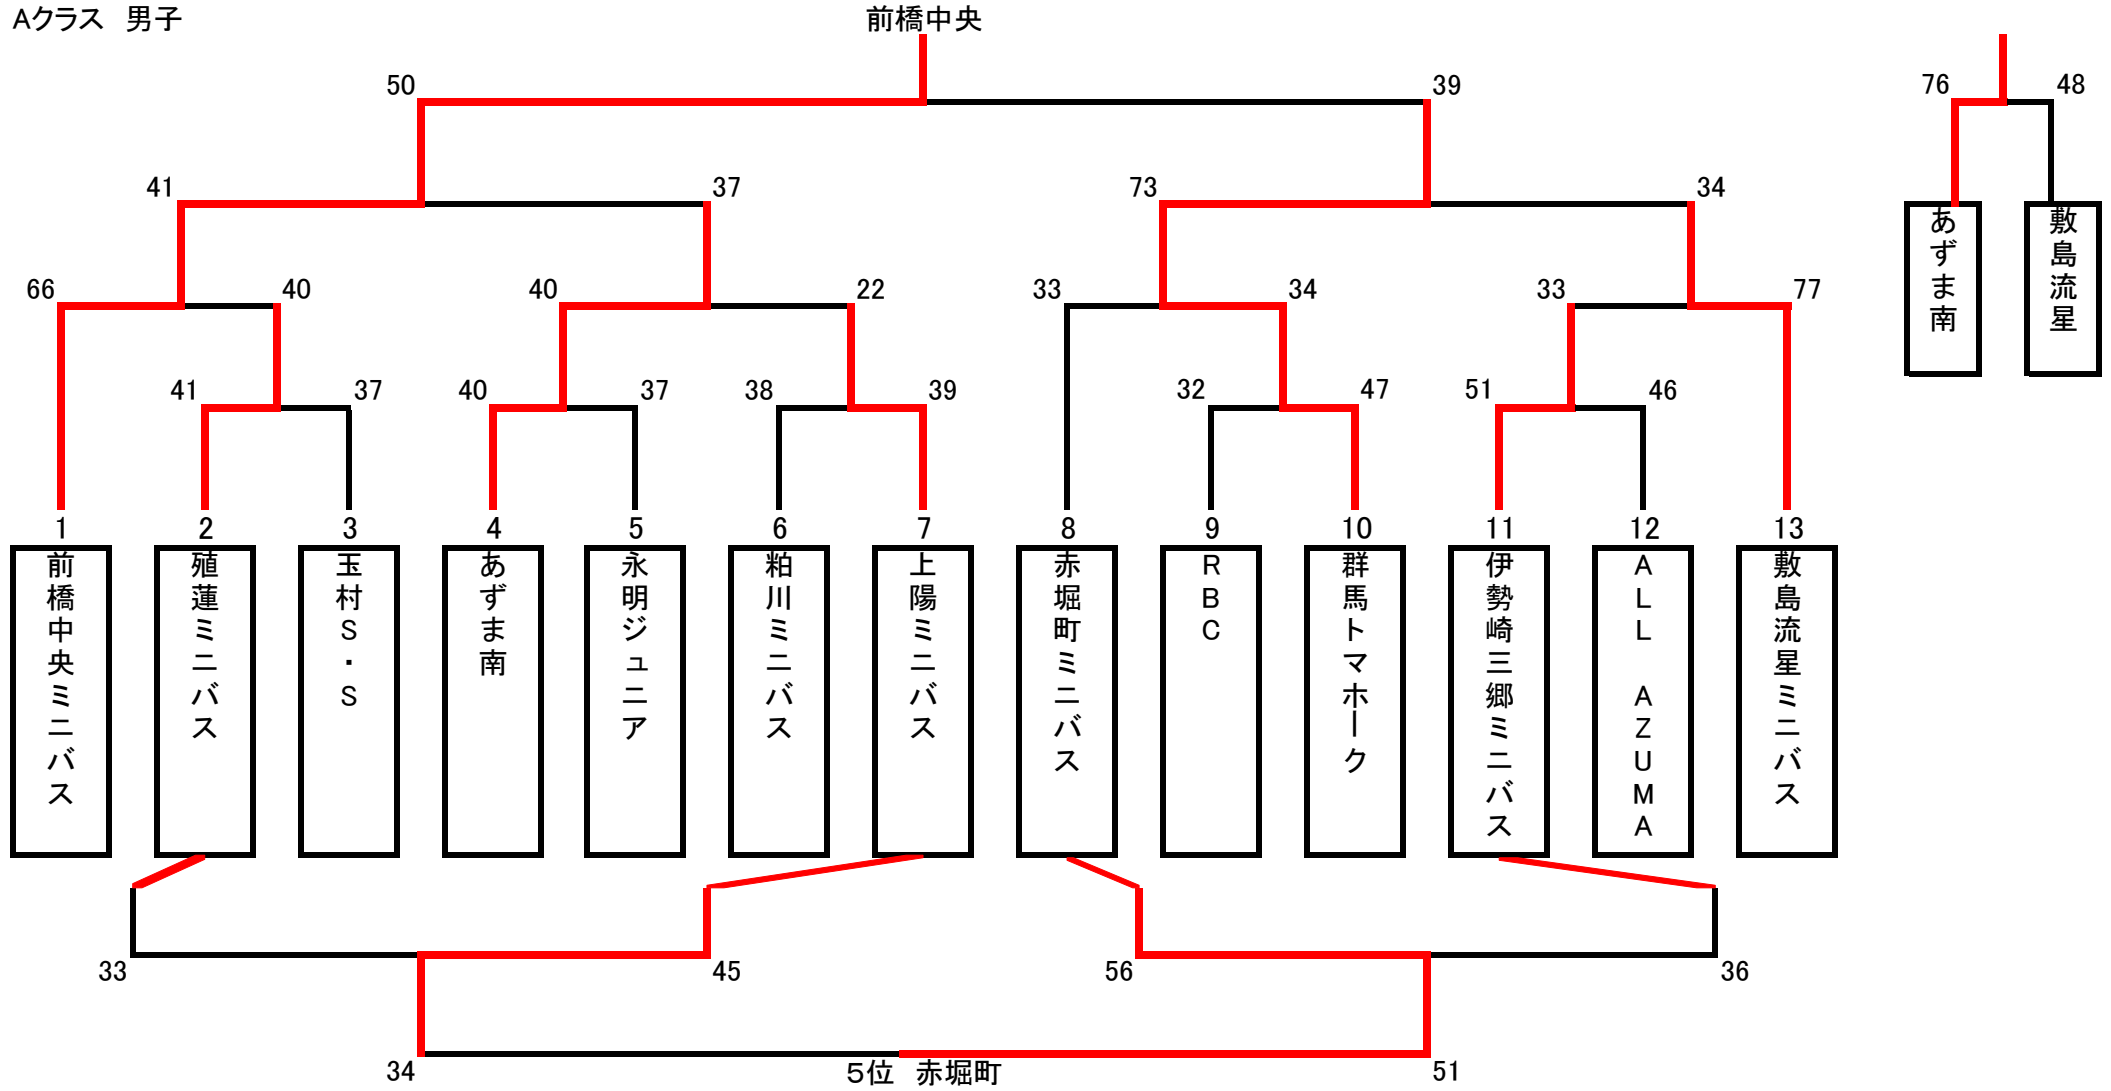 Aクラス 男子
前橋中央
50 39
76 48
41 37 73 34
あずま南
敷島流星
66 40 40 22 33 34 33 77
41 37 40 37 38 39 32 47 51 46
1 2 3 4 5 6 7 8 9 10 11 12 13
前橋中央ミニバス
殖蓮ミニバス
玉村S・S
あずま南
永明ジュニア
粕川ミニバス
上陽ミニバス
赤堀町ミニバス
RBC
群馬トマホーク
伊勢崎三郷ミニバス
ALL AZUMA
敷島流星ミニバス
33 45 56 36
34 5位 赤堀町 51